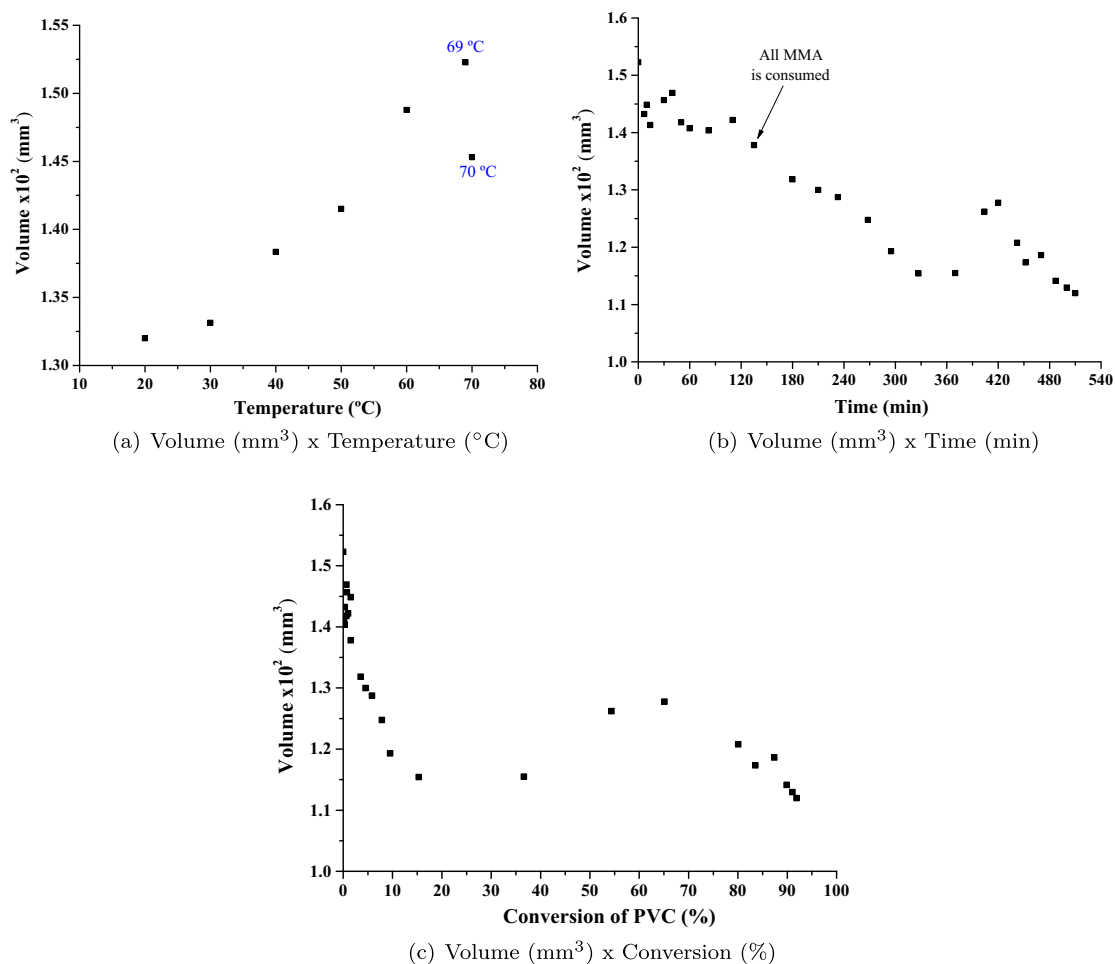 1.55
1.50
1.45
1.40
1.35
1.30
10 20 30 40 50 60 70 80
Volume x10² (mm³)
Temperature (ºC)
69 ºC
70 ºC
(a) Volume (mm³) x Temperature (°C)
1.6
1.5
1.4
1.3
1.2
1.1
1.0
0 60 120 180 240 300 360 420 480 540
Volume x10² (mm³)
Time (min)
All MMA
is consumed
(b) Volume (mm³) x Time (min)
1.6
1.5
1.4
1.3
1.2
1.1
1.0
0 10 20 30 40 50 60 70 80 90 100
Volume x10² (mm³)
Conversion of PVC (%)
(c) Volume (mm³) x Conversion (%)